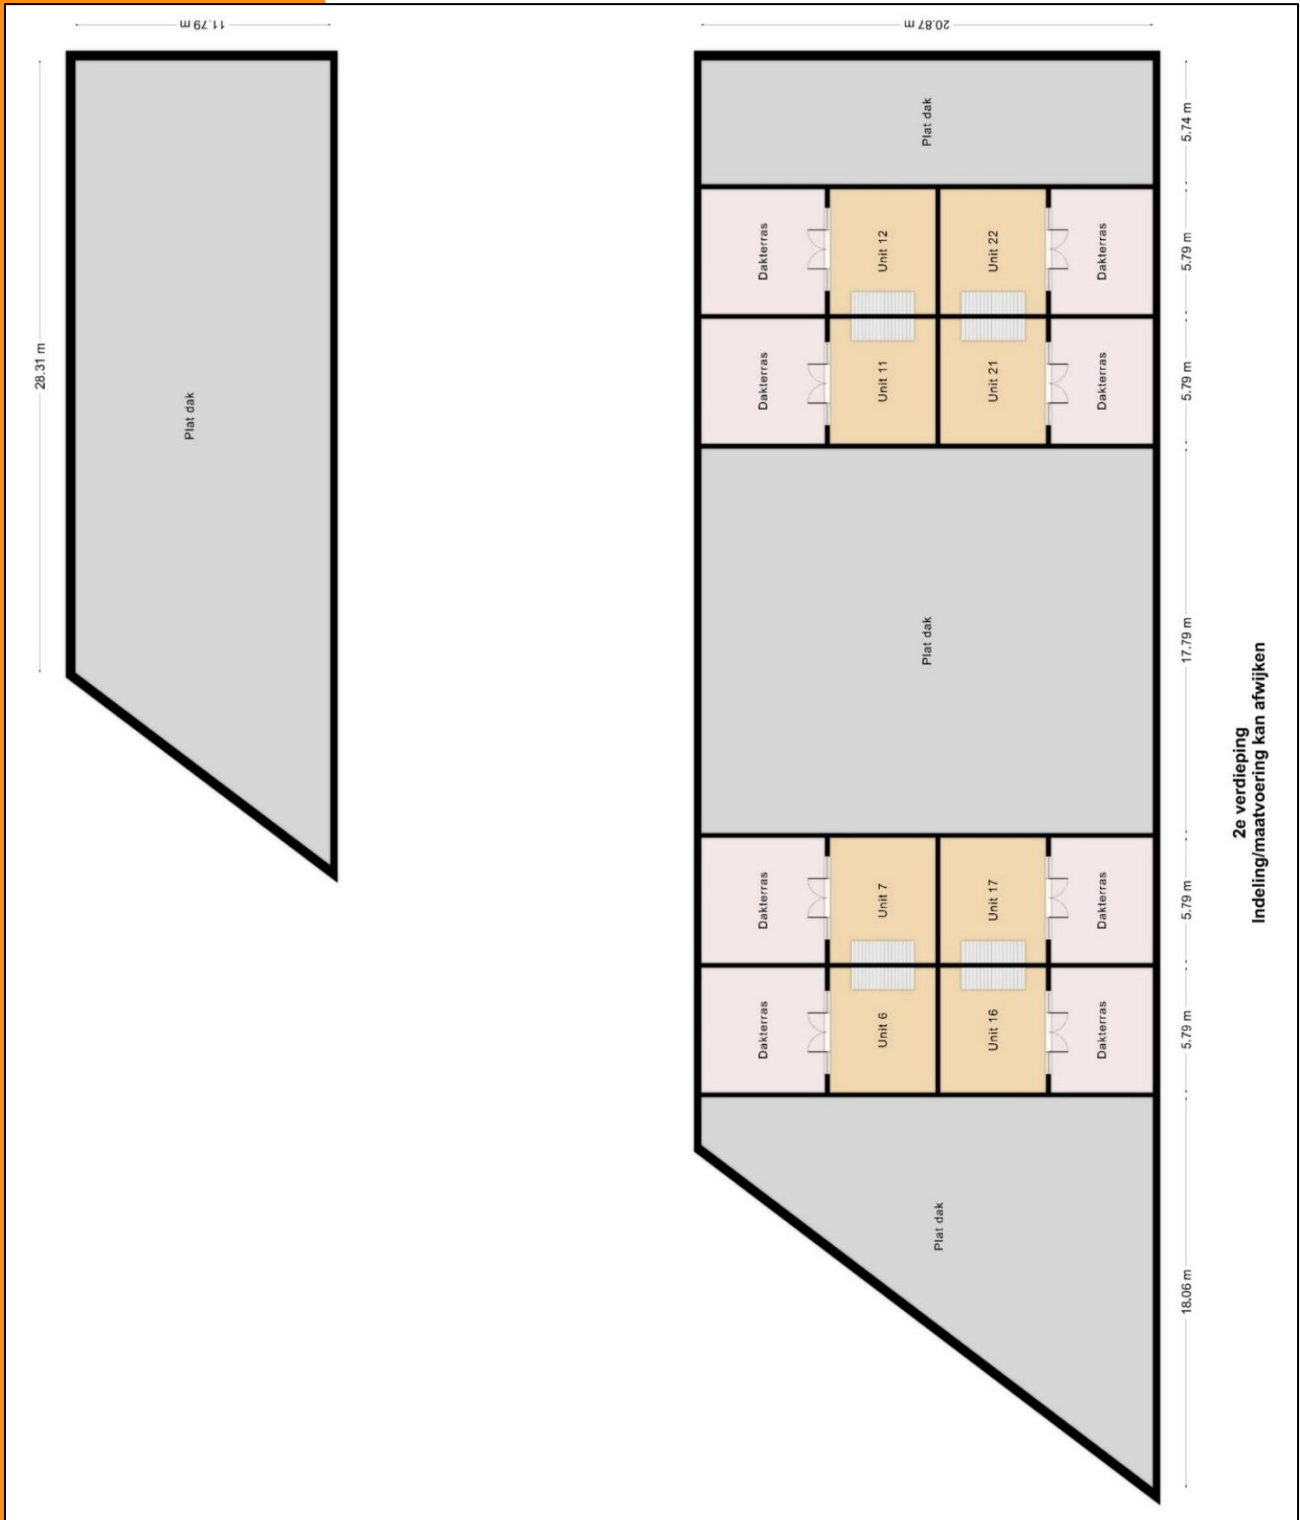 11.79 m
28.31 m
Plat dak
20.87 m
Plat dak
5.74 m
Dakterras
Unit 12
Unit 22
Dakterras
5.79 m
Dakterras
Unit 11
Unit 21
Dakterras
5.79 m
Plat dak
17.79 m
Dakterras
Unit 7
Unit 17
Dakterras
5.79 m
Dakterras
Unit 6
Unit 16
Dakterras
5.79 m
Plat dak
18.06 m
2e verdieping
Indeling/maatvoering kan afwijken